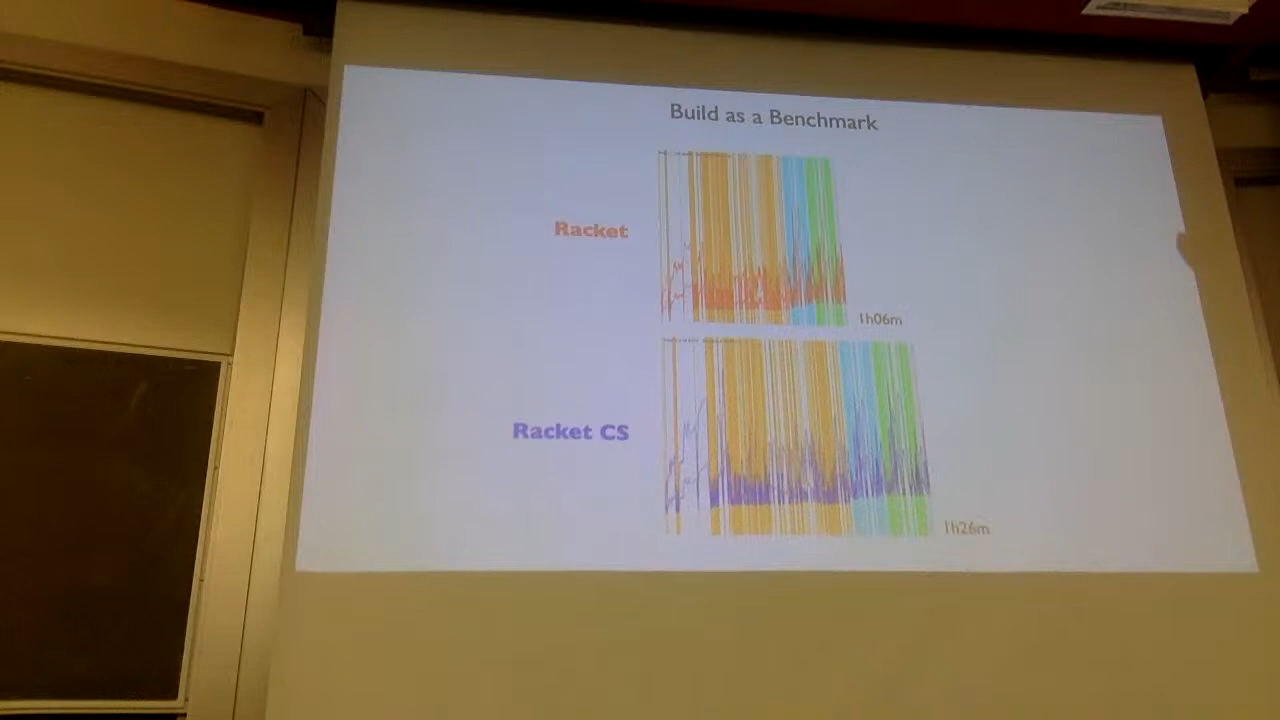 Build as a Benchmark
Racket
1h06m
Racket CS
1h26m